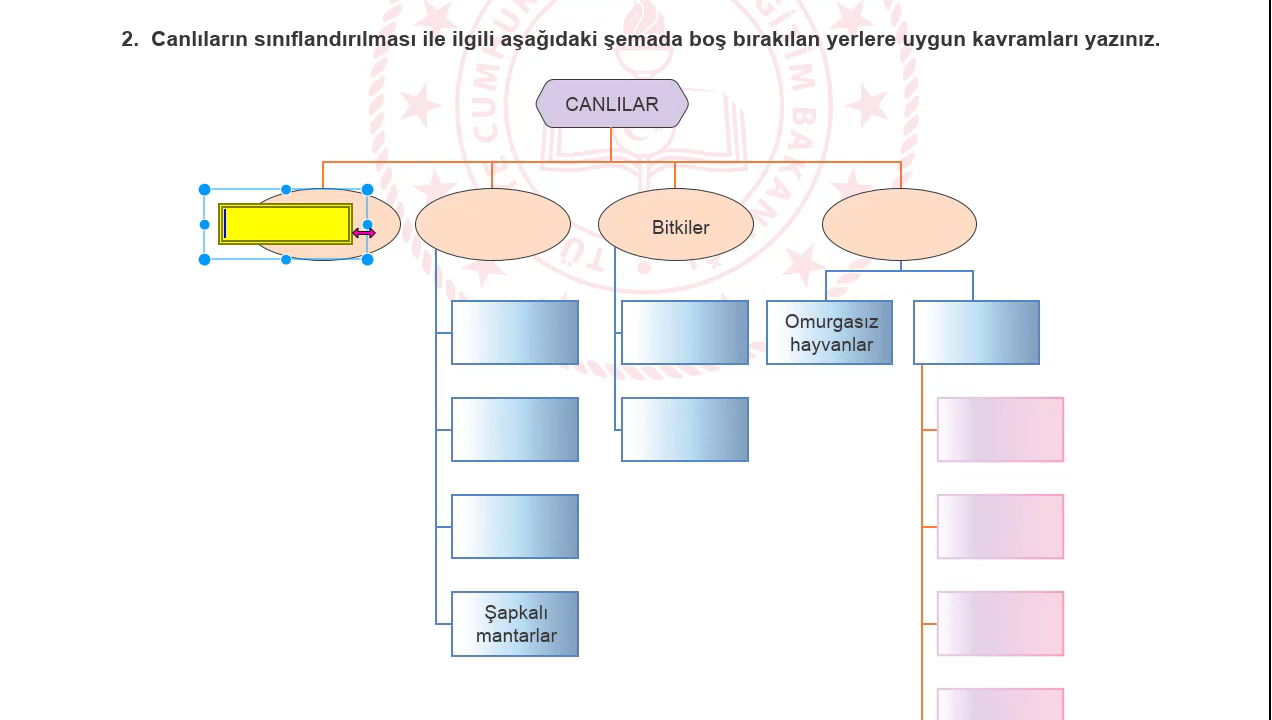 2. Canlıların sınıflandırılması ile ilgili aşağıdaki şemada boş bırakılan yerlere uygun kavramları yazınız.
CANLILAR
Bitkiler
Omurgasız
hayvanlar
Şapkalı
mantarlar